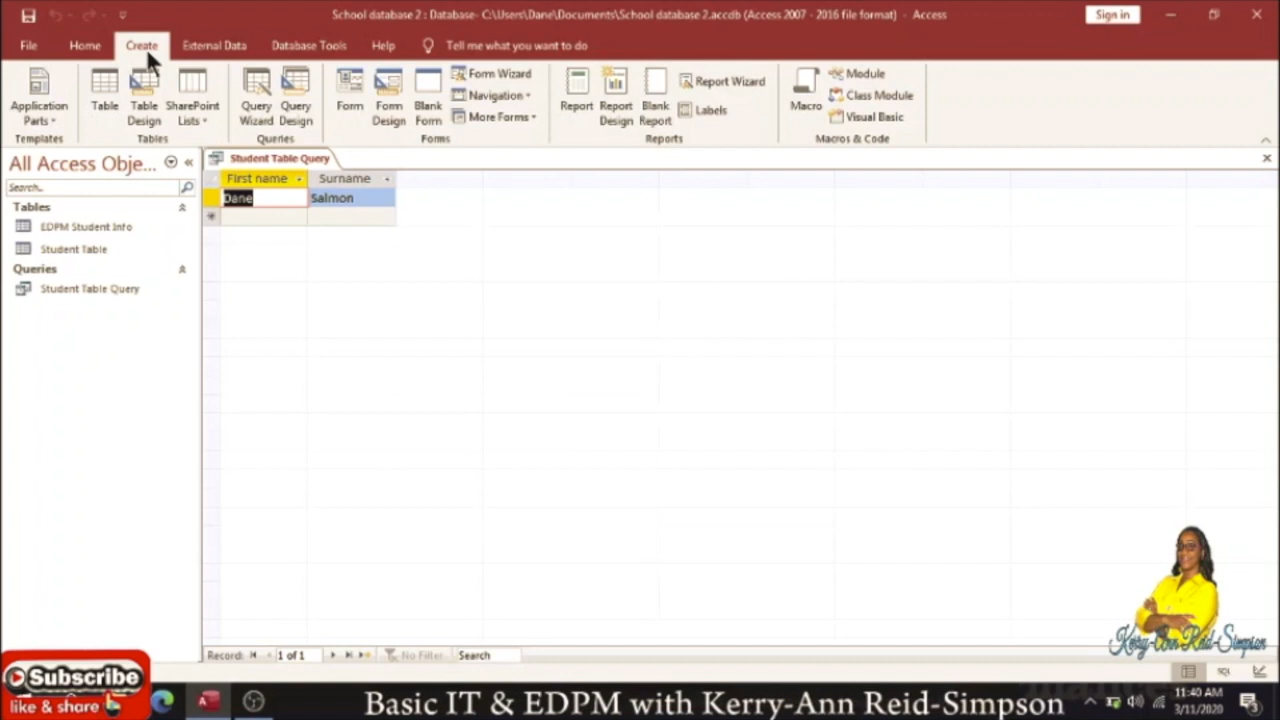 School database 2 : Database- C:\Users\Dane\Documents\School database 2.accdb (Access 2007 - 2016 file format) - Access
Sign in
File Home Create External Data Database Tools Help Tell me what you want to do
Application Parts
Templates
Table
Table Design
SharePoint Lists
Tables
Query Wizard
Query Design
Queries
Form
Form Design
Blank Form
Form Wizard
Navigation
More Forms
Forms
Report
Report Design
Blank Report
Report Wizard
Labels
Reports
Macro
Module
Class Module
Visual Basic
Macros & Code
All Access Obje...
Search..
Tables
EDPM Student Info
Student Table
Queries
Student Table Query
Student Table Query
First name Surname
Dane Salmon
Record: 1 of 1 No Filter Search
Kerry-Ann Reid-Simpson
SQL
Subscribe
like & share
Basic IT & EDPM with Kerry-Ann Reid-Simpson
11:40 AM
3/11/2020
3